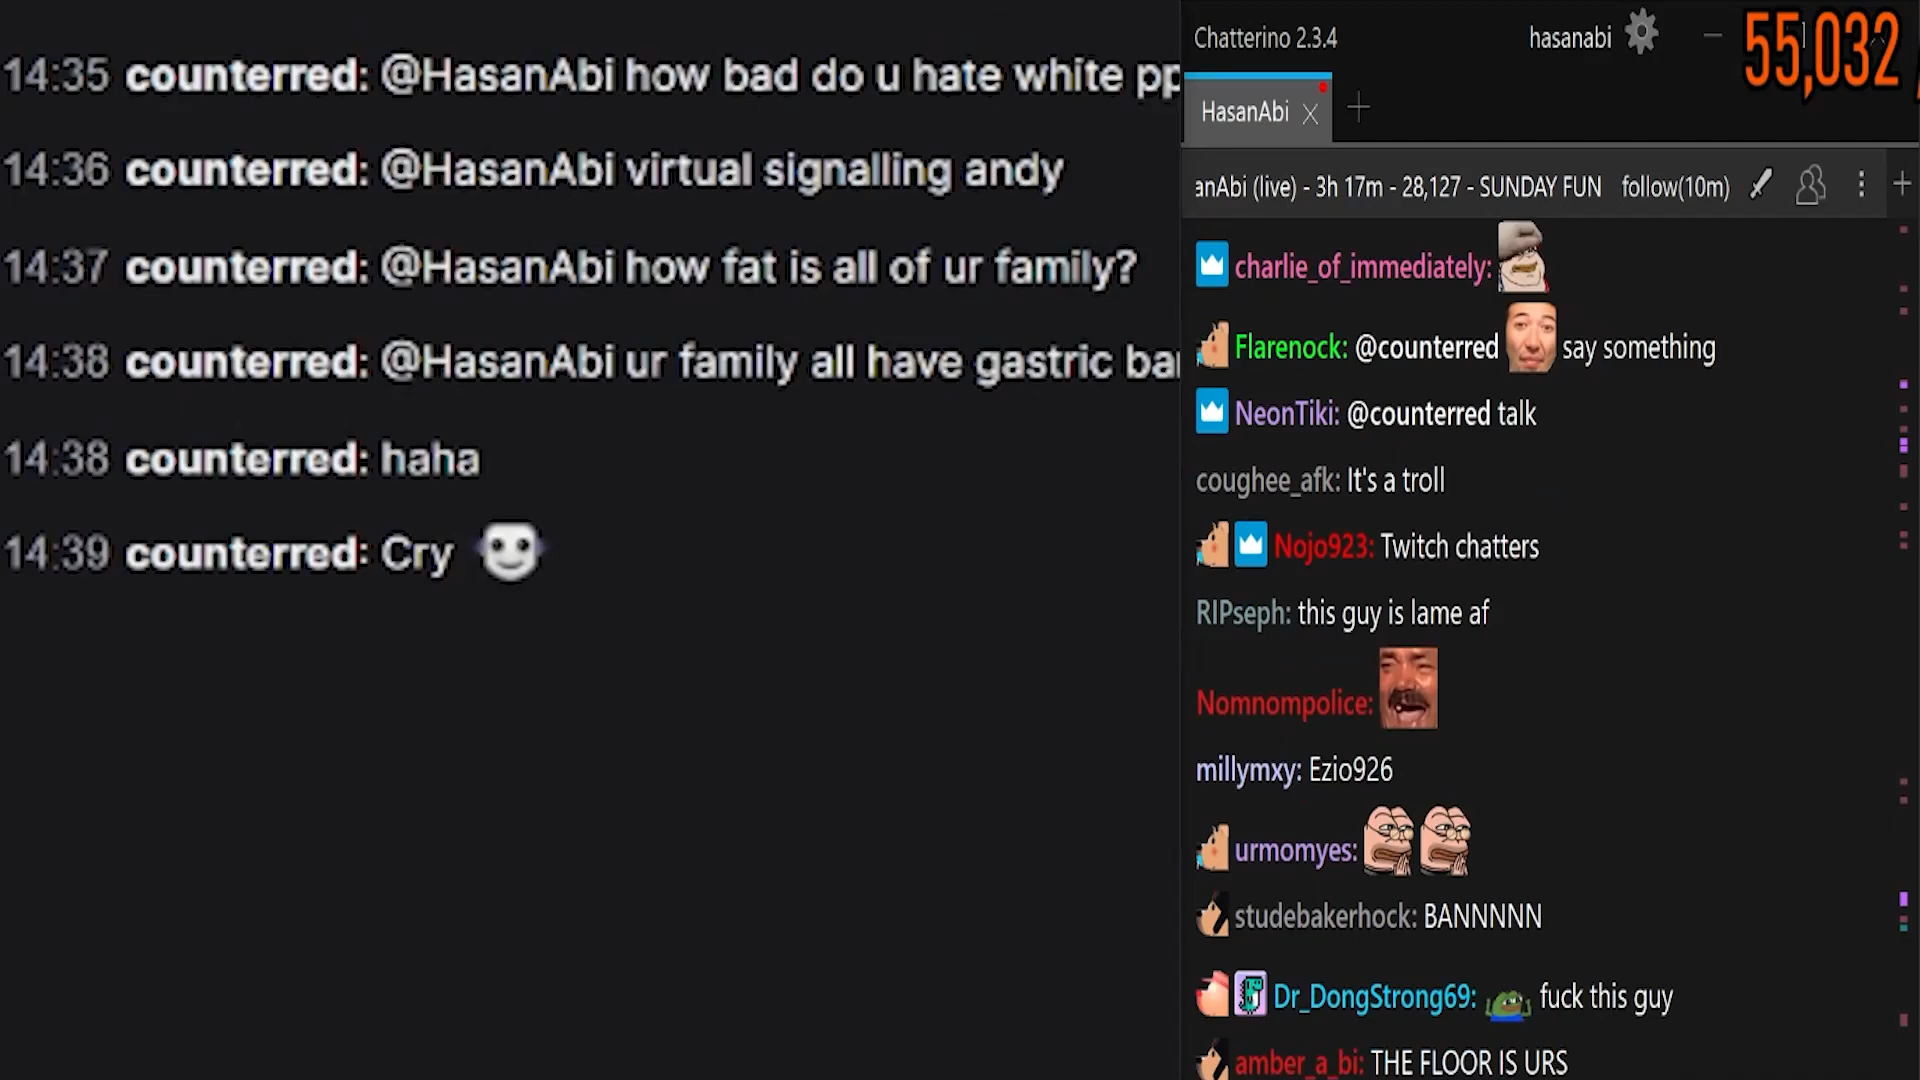 14:35 counterred: @HasanAbi how bad do u hate white pp
14:36 counterred: @HasanAbi virtual signalling andy
14:37 counterred: @HasanAbi how fat is all of ur family?
14:38 counterred: @HasanAbi ur family all have gastric
14:38 counterred: haha
14:39 counterred: Cry
Chatterino 2.3.4
hasanabi
55,032
HasanAbi
anAbi (live) - 3h 17m - 28,127 - SUNDAY FUN follow(10m)
charlie_of_immediately:
Flarenock: @counterred say something
NeonTiki: @counterred talk
coughee_afk: It's a troll
Nojo923: Twitch chatters
RIPseph: this guy is lame af
Nomnompolice:
millymxy: Ezio926
urmomyes:
studebakerhock: BANNNNN
Dr_DongStrong69: fuck this guy
amber_a_bi: THE FLOOR IS URS